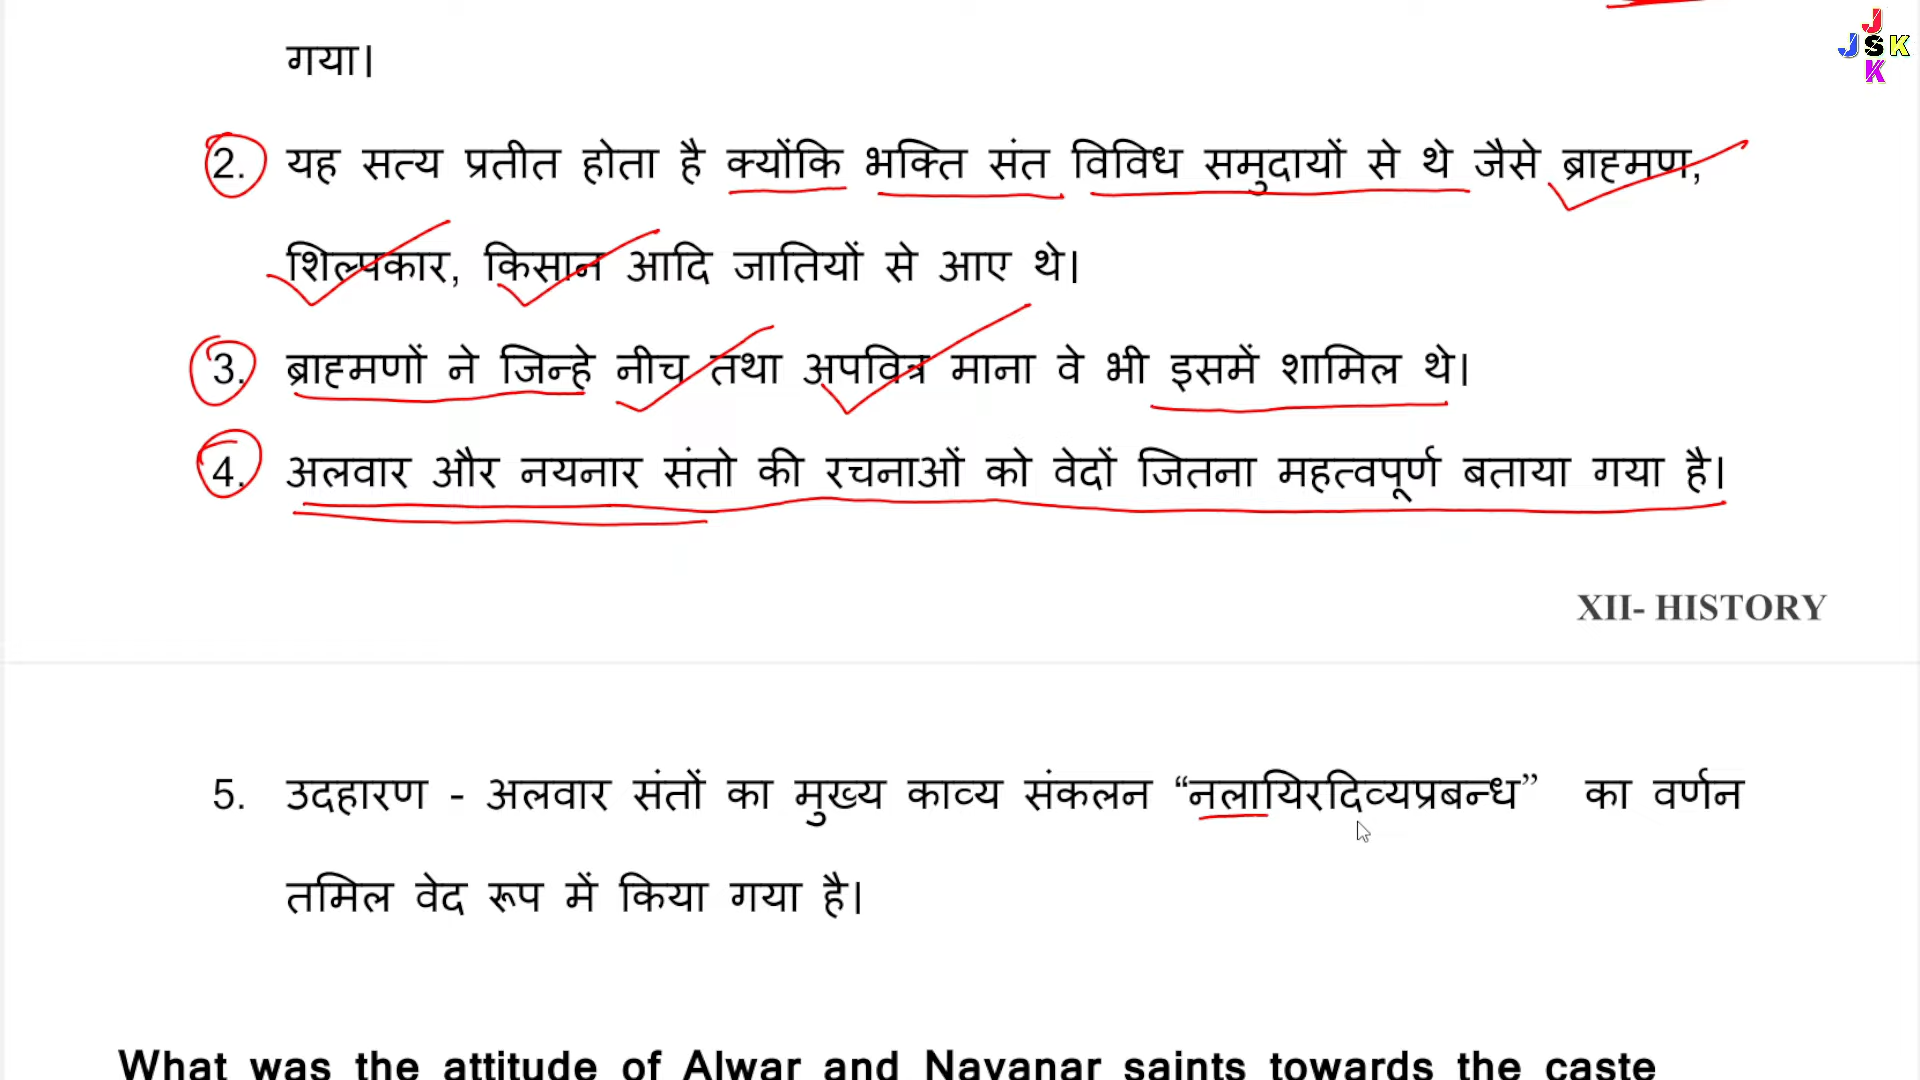 J
JSK
K
गया।
2. यह सत्य प्रतीत होता है क्योंकि भक्ति संत विविध समुदायों से थे जैसे ब्राह्मण,
शिल्पकार, किसान आदि जातियों से आए थे।
3. ब्राह्मणों ने जिन्हे नीच तथा अपवित्र माना वे भी इसमें शामिल थे।
4. अलवार और नयनार संतो की रचनाओं को वेदों जितना महत्वपूर्ण बताया गया है।
XII- HISTORY
5. उदहारण - अलवार संतों का मुख्य काव्य संकलन “नलायिरदिव्यप्रबन्ध” का वर्णन
तमिल वेद रूप में किया गया है।
What was the attitude of Alwar and Nayanar saints towards the caste